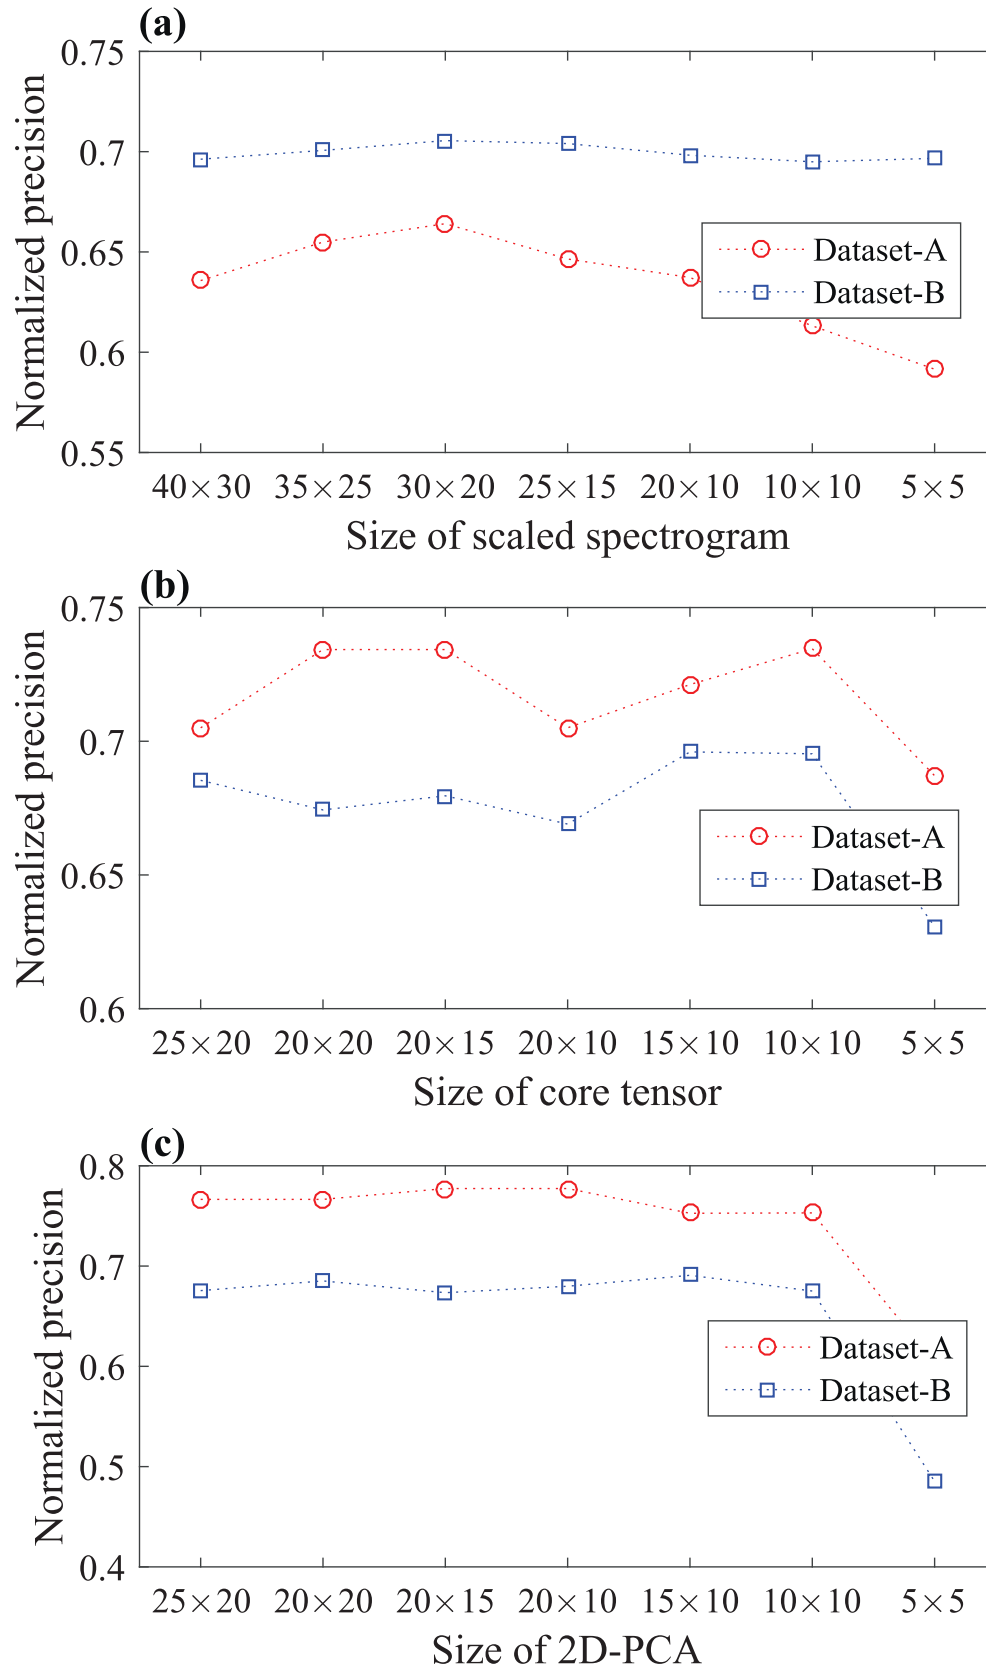 (a)
Normalized precision
0.75
0.7
0.65
0.6
0.55
Dataset-A
Dataset-B
40×30 35×25 30×20 25×15 20×10 10×10 5×5
Size of scaled spectrogram
(b)
Normalized precision
0.75
0.7
0.65
0.6
Dataset-A
Dataset-B
25×20 20×20 20×15 20×10 15×10 10×10 5×5
Size of core tensor
(c)
Normalized precision
0.8
0.7
0.6
0.5
0.4
Dataset-A
Dataset-B
25×20 20×20 20×15 20×10 15×10 10×10 5×5
Size of 2D-PCA